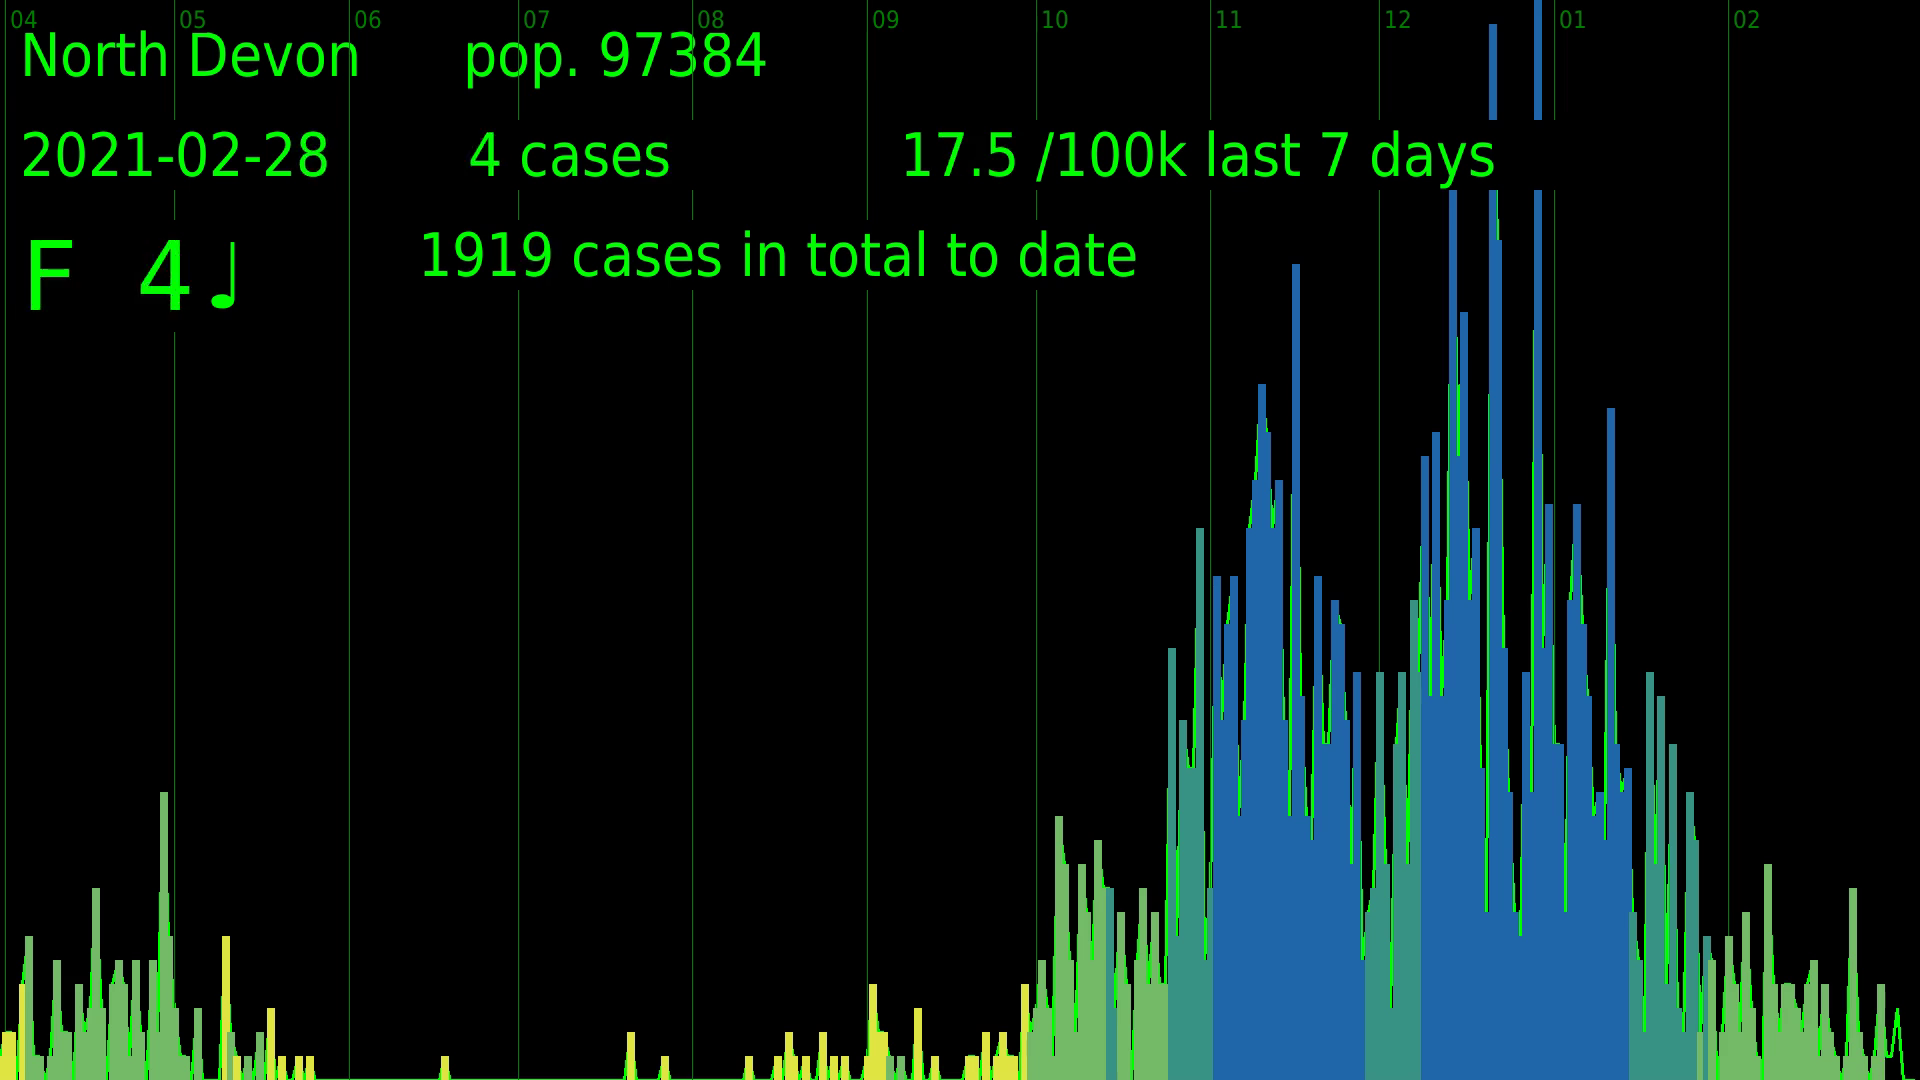 04 05 06 07 08 09 10 11 12 01 02
North Devon pop. 97384
2021-02-28 4 cases 17.5 /100k last 7 days
F 4♩ 1919 cases in total to date